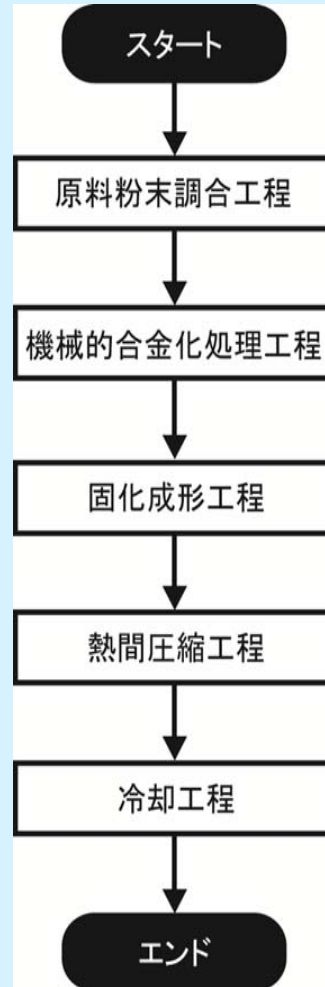 スタート
原料粉末調合工程
機械的合金化処理工程
固化成形工程
熱間圧縮工程
冷却工程
エンド